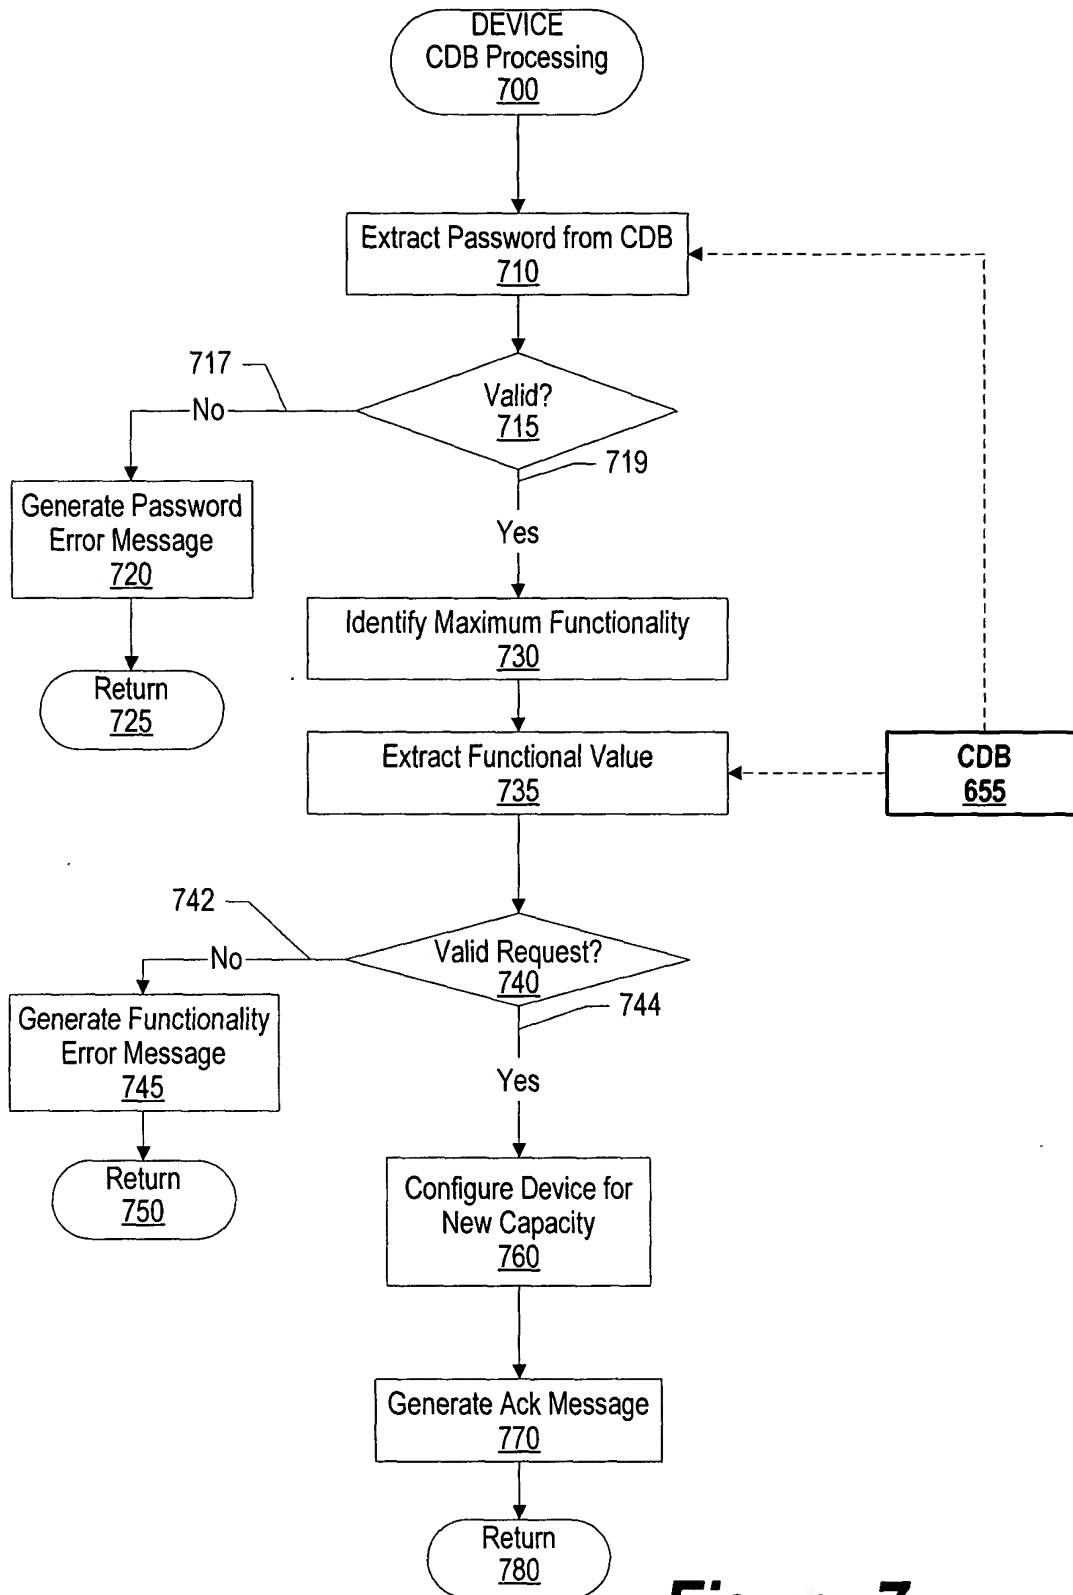 DEVICE
CDB Processing
700
Extract Password from CDB
710
717
No
Valid?
715
719
Yes
Generate Password
Error Message
720
Return
725
Identify Maximum Functionality
730
Extract Functional Value
735
CDB
655
742
No
Valid Request?
740
744
Yes
Generate Functionality
Error Message
745
Return
750
Configure Device for
New Capacity
760
Generate Ack Message
770
Return
780
Figure 7